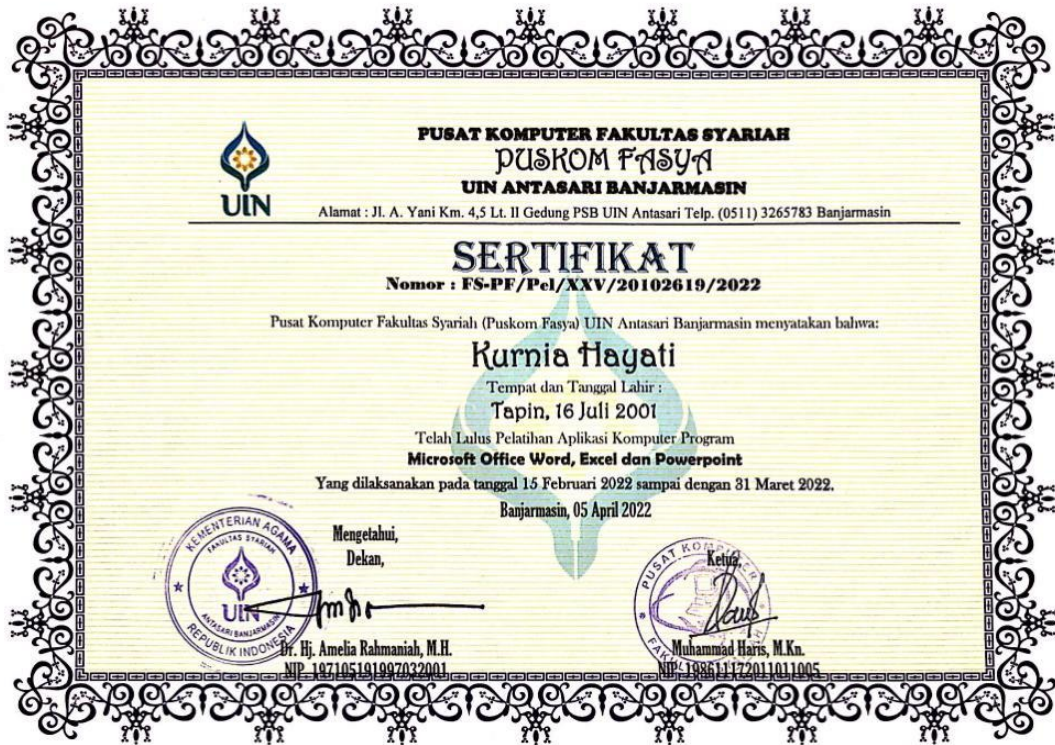 PUSAT KOMPUTER FAKULTAS SYARIAH
PUSKOM FASYA
UIN ANTASARI BANJARMASIN
UIN
Alamat : Jl. A. Yani Km. 4,5 Lt. II Gedung PSB UIN Antasari Telp. (0511) 3265783 Banjarmasin
SERTIFIKAT
Nomor : FS-PF/Pel/XXV/20102619/2022
Pusat Komputer Fakultas Syariah (Puskom Fasya) UIN Antasari Banjarmasin menyatakan bahwa:
Kurnia Hayati
Tempat dan Tanggal Lahir :
Tapin, 16 Juli 2001
Telah Lulus Pelatihan Aplikasi Komputer Program
Microsoft Office Word, Excel dan Powerpoint
Yang dilaksanakan pada tanggal 15 Februari 2022 sampai dengan 31 Maret 2022.
Banjarmasin, 05 April 2022
Mengetahui,
Dekan,
KEMENTERIAN AGAMA
FAKULTAS SYARIAH
UIN
ANTASARI BANJARMASIN
REPUBLIK INDONESIA
Dr. Hj. Amelia Rahmaniah, M.H.
NIP. 197105191997032001
Ketua,
PUSAT KOMPUTER
Muhammad Haris, M.Kn.
NIP. 198611172011011005